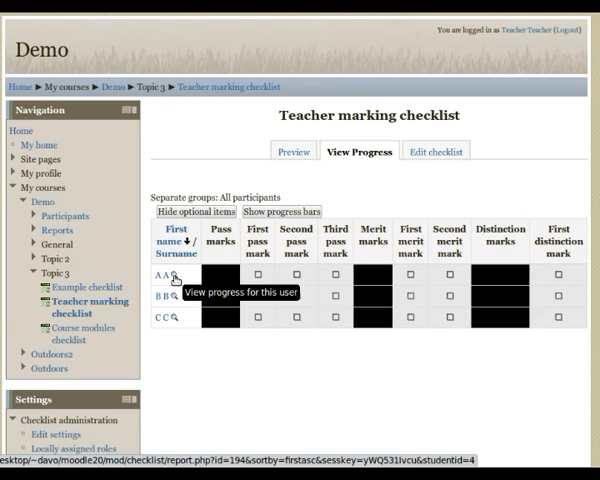 You are logged in as Teacher Teacher (Logout)
Demo
Home ► My courses ► Demo ► Topic 3 ► Teacher marking checklist
Navigation
Home
My home
Site pages
My profile
My courses
Demo
Participants
Reports
General
Topic 2
Topic 3
Example checklist
Teacher marking
checklist
Course modules
checklist
Outdoors2
Outdoors
Settings
Checklist administration
Edit settings
Locally assigned roles
Teacher marking checklist
Preview View Progress Edit checklist
Separate groups: All participants
Hide optional items Show progress bars
First name / Surname Pass marks First pass mark Second pass mark Third pass mark Merit marks First merit mark Second merit mark Distinction marks First distinction mark
A A
View progress for this user
B B
C C
esktop/~davo/moodle20/mod/checklist/report.php?id=194&sortby=firstasc&sesskey=yWQ531Ivcu&studentid=4